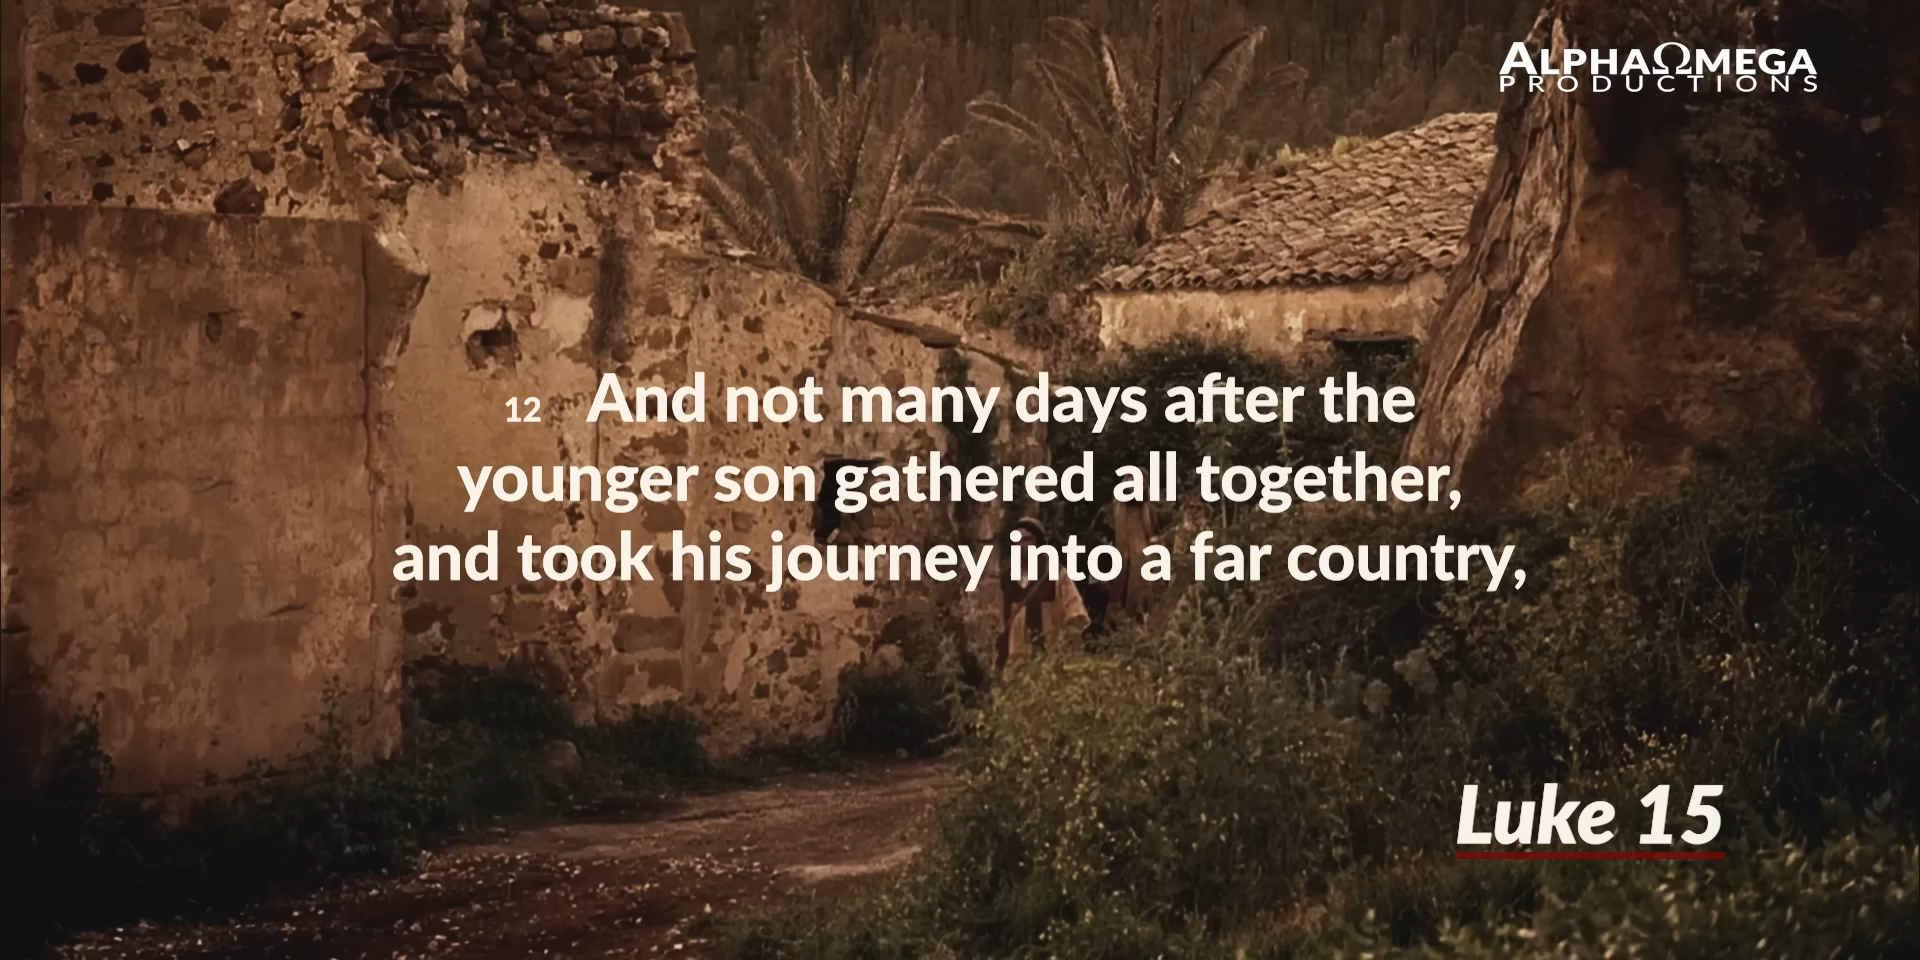 ALPHAΩMEGA
PRODUCTIONS
12 And not many days after the
younger son gathered all together,
and took his journey into a far country,
Luke 15